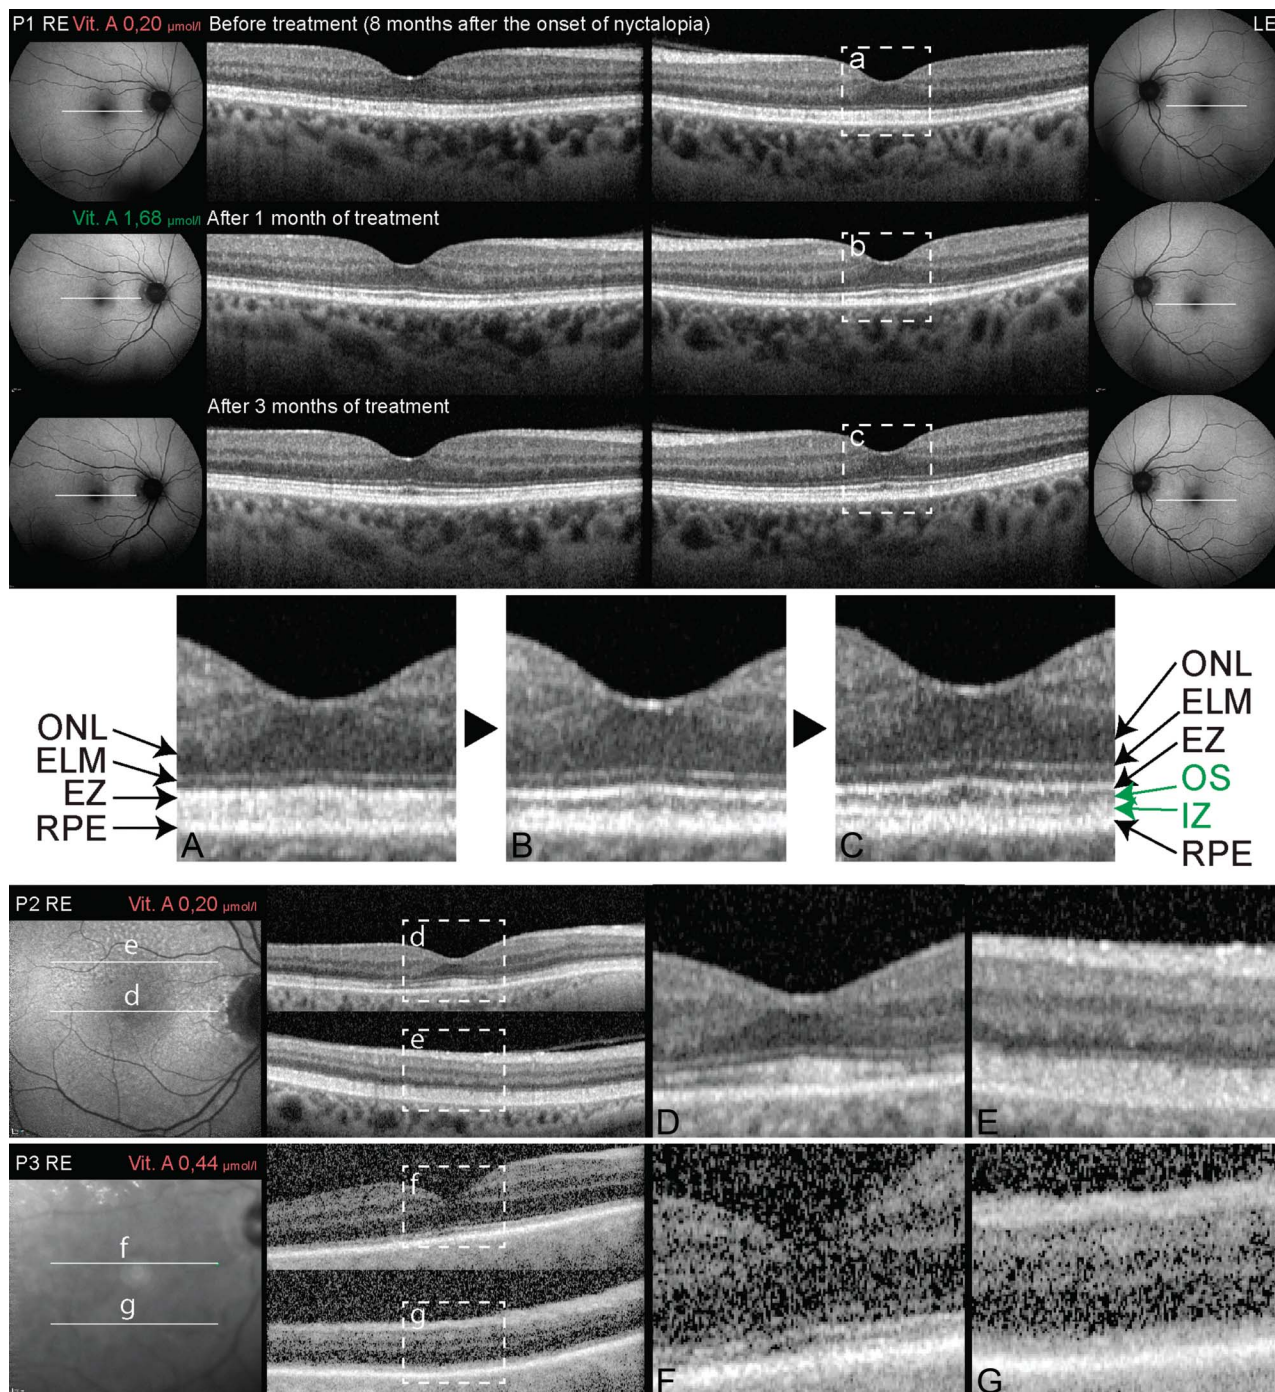 P1 RE Vit. A 0,20 µmol/l Before treatment (8 months after the onset of nyctalopia) LE
a
Vit. A 1,68 µmol/l After 1 month of treatment
b
After 3 months of treatment
c
ONL
ELM
EZ
RPE
A
B
C
ONL
ELM
EZ
OS
IZ
RPE
P2 RE Vit. A 0,20 µmol/l
e
d
d
e
D
E
P3 RE Vit. A 0,44 µmol/l
f
g
f
g
F
G